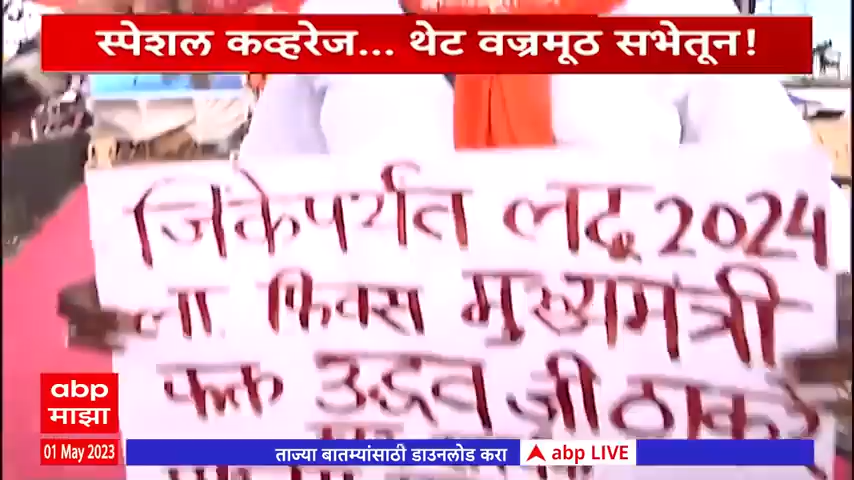 स्पेशल कव्हरेज... थेट वज्रमूठ सभेतून!
जिंकेपर्यंत लढू 2024
ला फिक्स मुख्यमंत्री
फक्त उद्धव जी ठाकरे
abp
माझा
01 May 2023
ताज्या बातम्यांसाठी डाउनलोड करा
abp LIVE